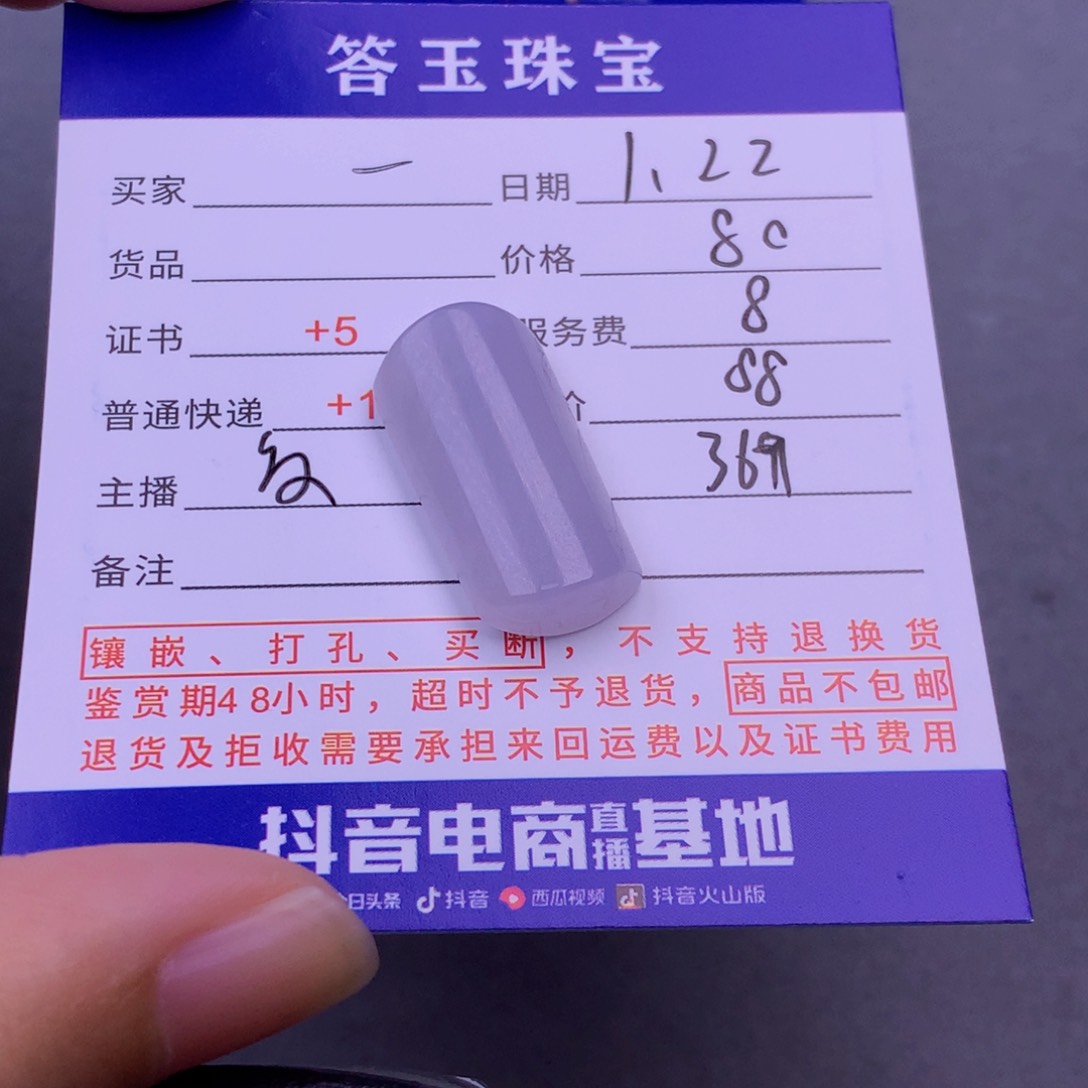 答玉珠宝
买家 一 日期 1、22
货品 价格 80
证书 +5 服务费 8
普通快递 +1 价 88
主播 369
备注
镶嵌、打孔、买断，不支持退换货
鉴赏期48小时，超时不予退货，商品不包邮
退货及拒收需要承担来回运费以及证书费用
抖音电商直播基地
今日头条 抖音 西瓜视频 抖音火山版